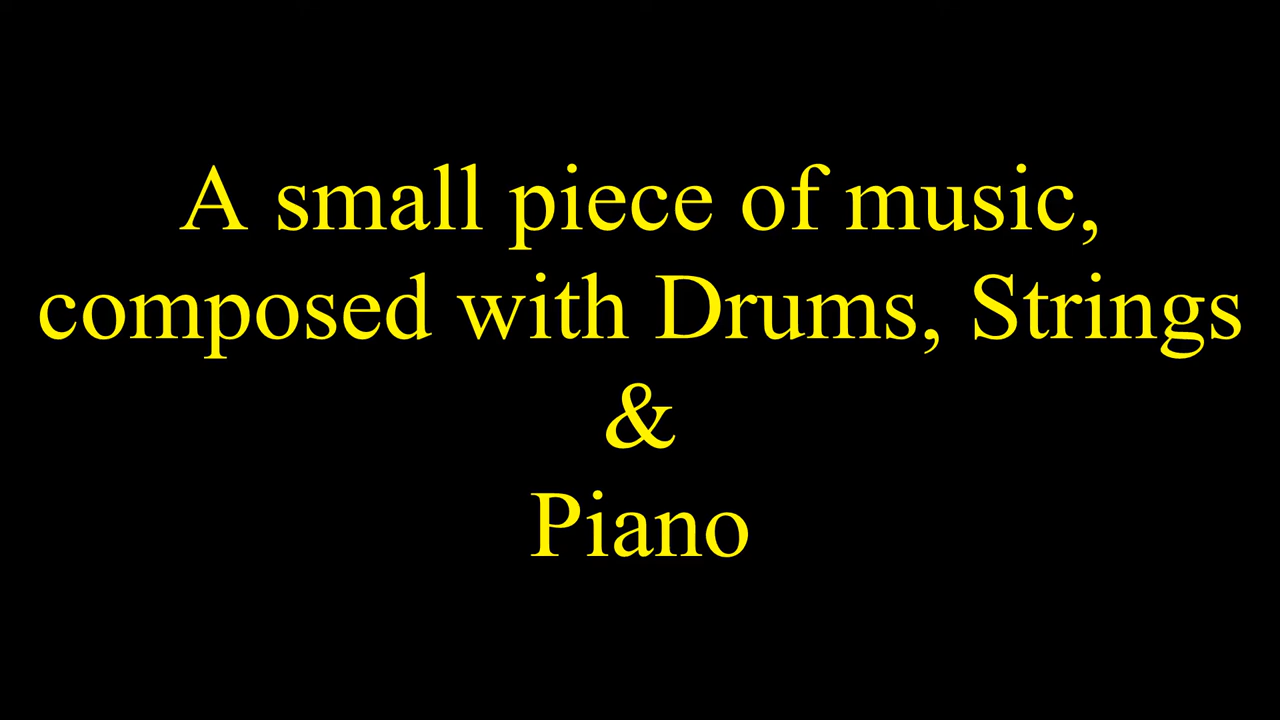 A small piece of music,
composed with Drums, Strings
&
Piano